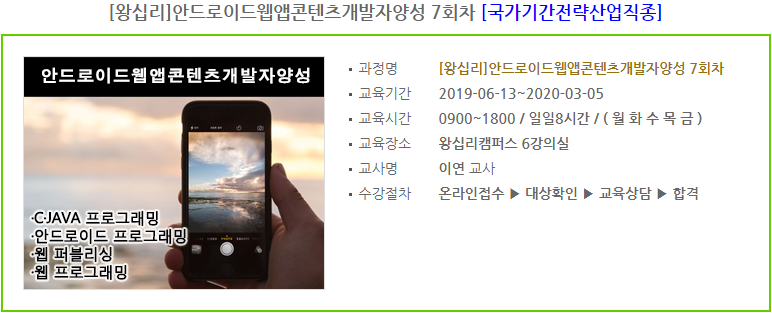 [왕십리]안드로이드웹앱콘텐츠개발자양성 7회차 [국가기간전략산업직종]
안드로이드웹앱콘텐츠개발자양성
·C·JAVA 프로그래밍
·안드로이드 프로그래밍
·웹 퍼블리싱
·웹 프로그래밍
▪ 과정명 [왕십리]안드로이드웹앱콘텐츠개발자양성 7회차
▪ 교육기간 2019-06-13~2020-03-05
▪ 교육시간 0900~1800 / 일일8시간 / ( 월 화 수 목 금 )
▪ 교육장소 왕십리캠퍼스 6강의실
▪ 교사명 이연 교사
▪ 수강절차 온라인접수 ▶ 대상확인 ▶ 교육상담 ▶ 합격